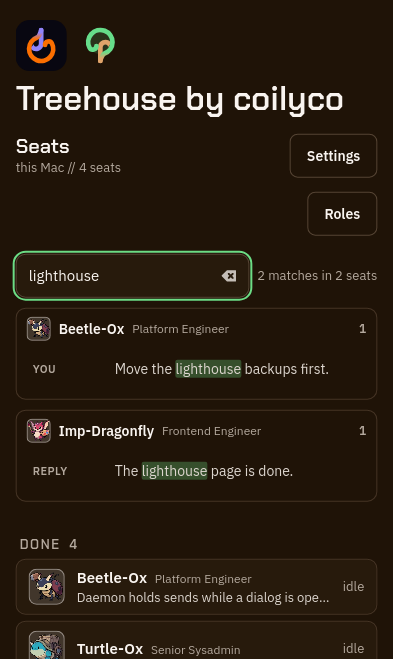 Treehouse by coilyco
Seats
this Mac // 4 seats
Settings
Roles
lighthouse
2 matches in 2 seats
Beetle-Ox Platform Engineer 1
YOU Move the lighthouse backups first.
Imp-Dragonfly Frontend Engineer 1
REPLY The lighthouse page is done.
DONE 4
Beetle-Ox Platform Engineer
Daemon holds sends while a dialog is ope...
idle
Turtle-Ox Senior Sysadmin
idle